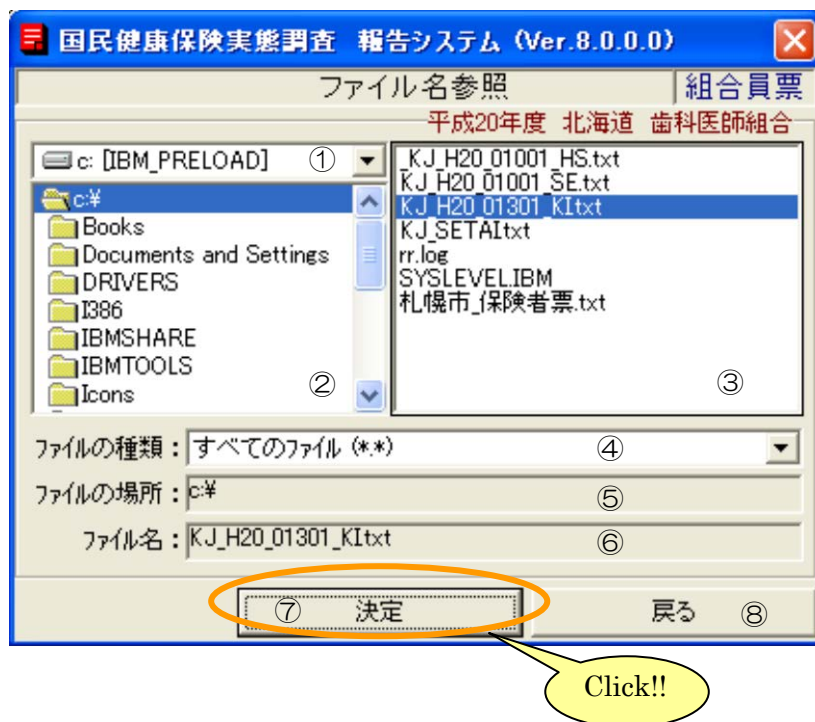 国民健康保険実態調査 報告システム (Ver.8.0.0.0)
ファイル名参照
組合員票
平成20年度 北海道 歯科医師組合
c: [IBM_PRELOAD] ①
c:¥
Books
Documents and Settings
DRIVERS
I386
IBMSHARE
IBMTOOLS
Icons
②
_KJ_H20_01001_HS.txt
KJ_H20_01001_SE.txt
KJ_H20_01301_KI.txt
KJ_SETAI.txt
rr.log
SYSLEVEL.IBM
札幌市_保険者票.txt
③
ファイルの種類：すべてのファイル (*.*) ④
ファイルの場所：c:¥ ⑤
ファイル名：KJ_H20_01301_KI.txt ⑥
⑦ 決定
戻る ⑧
Click!!